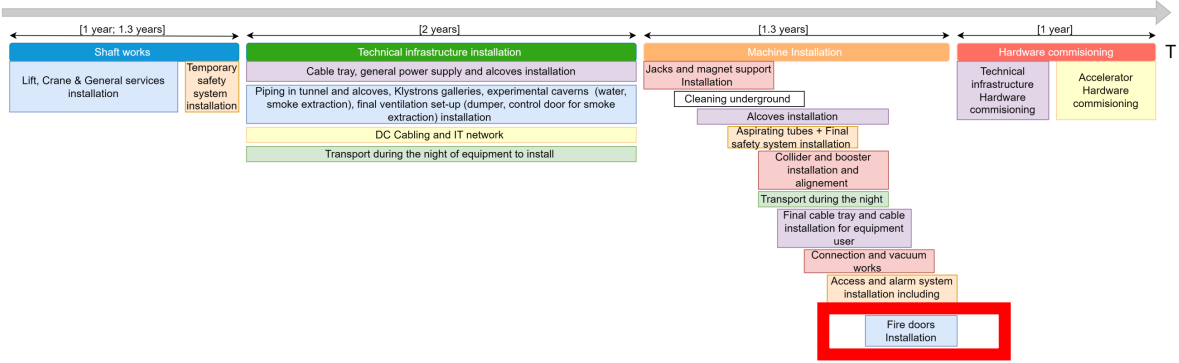 [1 year; 1.3 years]
[2 years]
[1.3 years]
[1 year]
Shaft works
Technical infrastructure installation
Machine Installation
Hardware commisioning
T
Lift, Crane & General services
installation
Temporary
safety
system
installation
Cable tray, general power supply and alcoves installation
Piping in tunnel and alcoves, Klystrons galleries, experimental caverns (water,
smoke extraction), final ventilation set-up (dumper, control door for smoke
extraction) installation
DC Cabling and IT network
Transport during the night of equipment to install
Jacks and magnet support
Installation
Cleaning underground
Alcoves installation
Aspirating tubes + Final
safety system installation
Collider and booster
installation and
alignement
Transport during the night
Final cable tray and cable
installation for equipment
user
Connection and vacuum
works
Access and alarm system
installation including
Fire doors
Installation
Technical
infrastructure
Hardware
commisioning
Accelerator
Hardware
commisioning